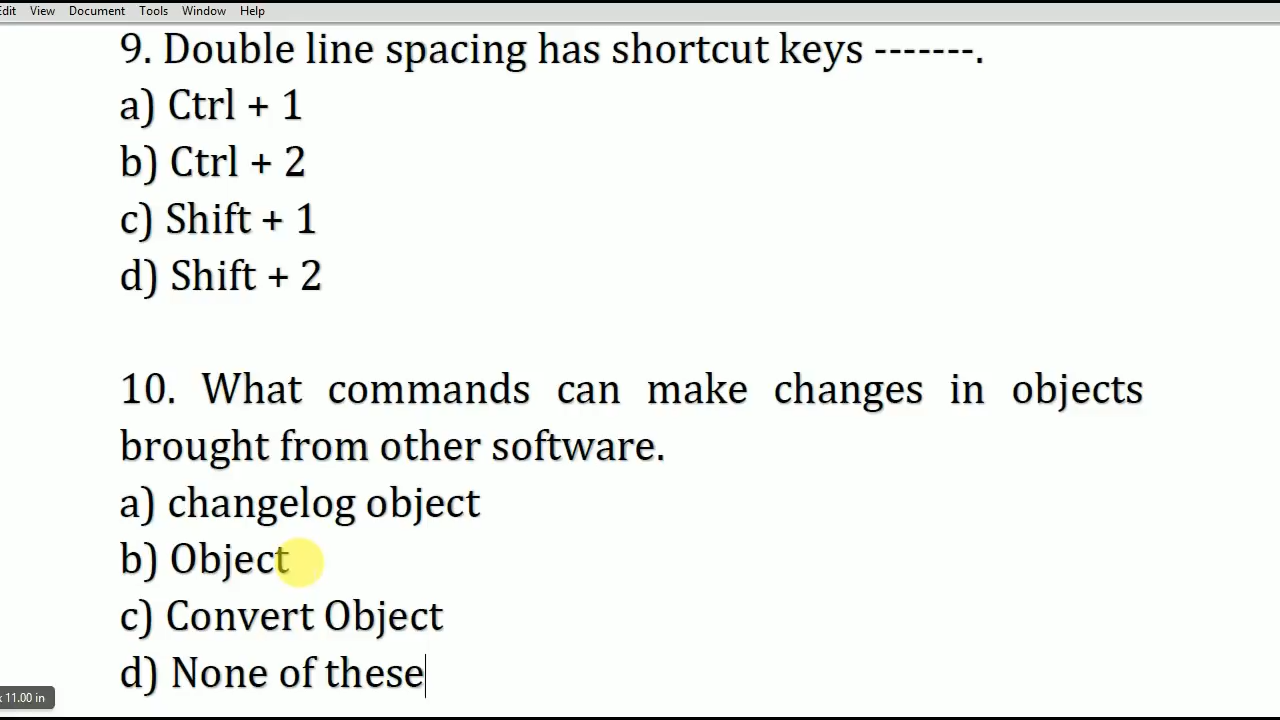 Edit View Document Tools Window Help
9. Double line spacing has shortcut keys -------.
a) Ctrl + 1
b) Ctrl + 2
c) Shift + 1
d) Shift + 2
10. What commands can make changes in objects
brought from other software.
a) changelog object
b) Object
c) Convert Object
d) None of these
x 11.00 in